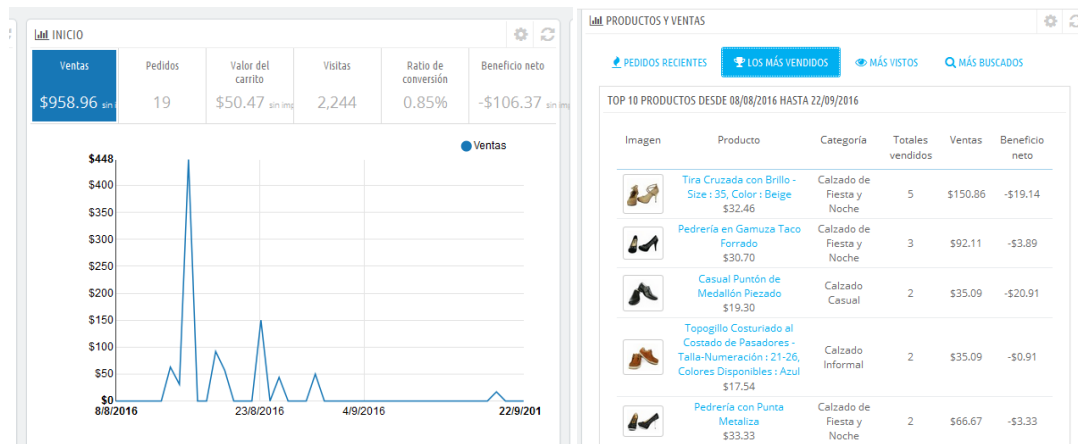 INICIO
Ventas
$958.96 sin i
Pedidos
19
Valor del
carrito
$50.47 sin imp
Visitas
2,244
Ratio de
conversión
0.85%
Beneficio neto
-$106.37 sin imp
Ventas
$448
$400
$350
$300
$250
$200
$150
$100
$50
$0
8/8/2016 23/8/2016 4/9/2016 22/9/201
PRODUCTOS Y VENTAS
PEDIDOS RECIENTES LOS MÁS VENDIDOS MÁS VISTOS MÁS BUSCADOS
TOP 10 PRODUCTOS DESDE 08/08/2016 HASTA 22/09/2016
Imagen Producto Categoría Totales vendidos Ventas Beneficio neto
Tira Cruzada con Brillo -
Size : 35, Color : Beige
$32.46
Calzado de
Fiesta y
Noche
5 $150.86 -$19.14
Pedrería en Gamuza Taco
Forrado
$30.70
Calzado de
Fiesta y
Noche
3 $92.11 -$3.89
Casual Puntón de
Medallón Piezado
$19.30
Calzado
Casual
2 $35.09 -$20.91
Topogillo Costuriado al
Costado de Pasadores -
Talla-Numeración : 21-26,
Colores Disponibles : Azul
$17.54
Calzado
Informal
2 $35.09 -$0.91
Pedrería con Punta
Metaliza
$33.33
Calzado de
Fiesta y
Noche
2 $66.67 -$3.33